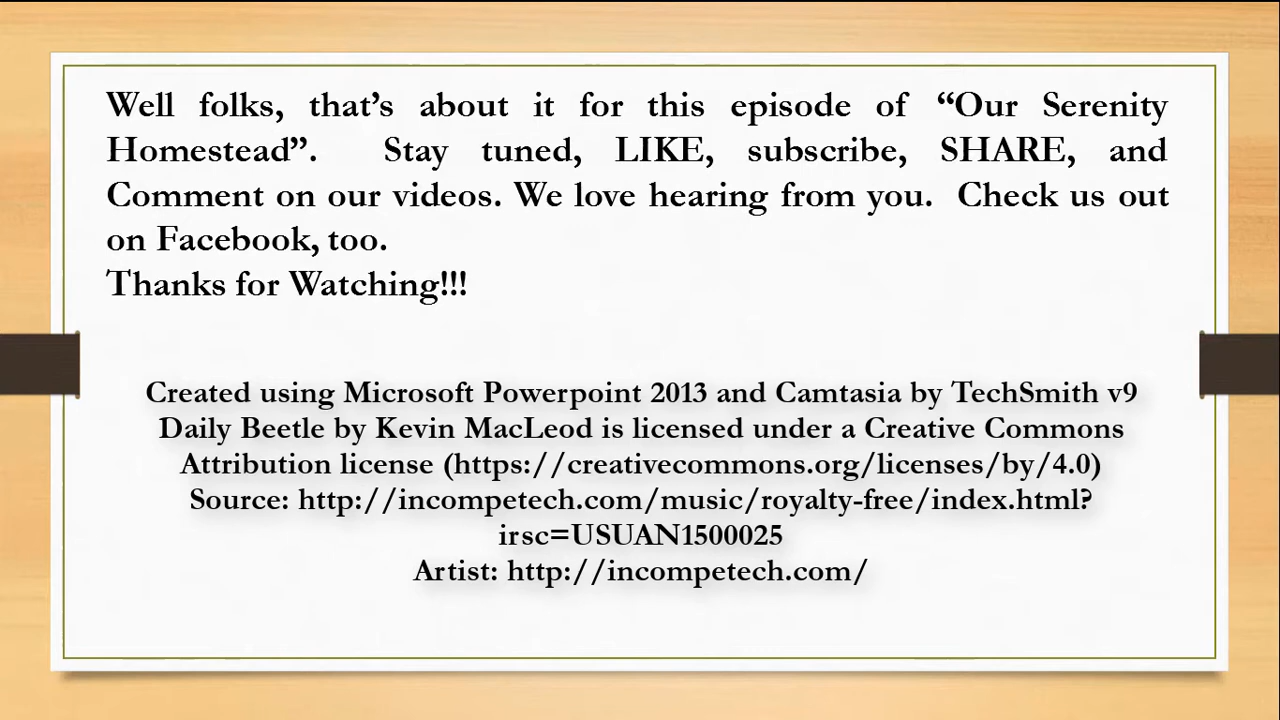 Well folks, that’s about it for this episode of “Our Serenity
Homestead”. Stay tuned, LIKE, subscribe, SHARE, and
Comment on our videos. We love hearing from you. Check us out
on Facebook, too.
Thanks for Watching!!!
Created using Microsoft Powerpoint 2013 and Camtasia by TechSmith v9
Daily Beetle by Kevin MacLeod is licensed under a Creative Commons
Attribution license (https://creativecommons.org/licenses/by/4.0)
Source: http://incompetech.com/music/royalty-free/index.html?
irsc=USUAN1500025
Artist: http://incompetech.com/